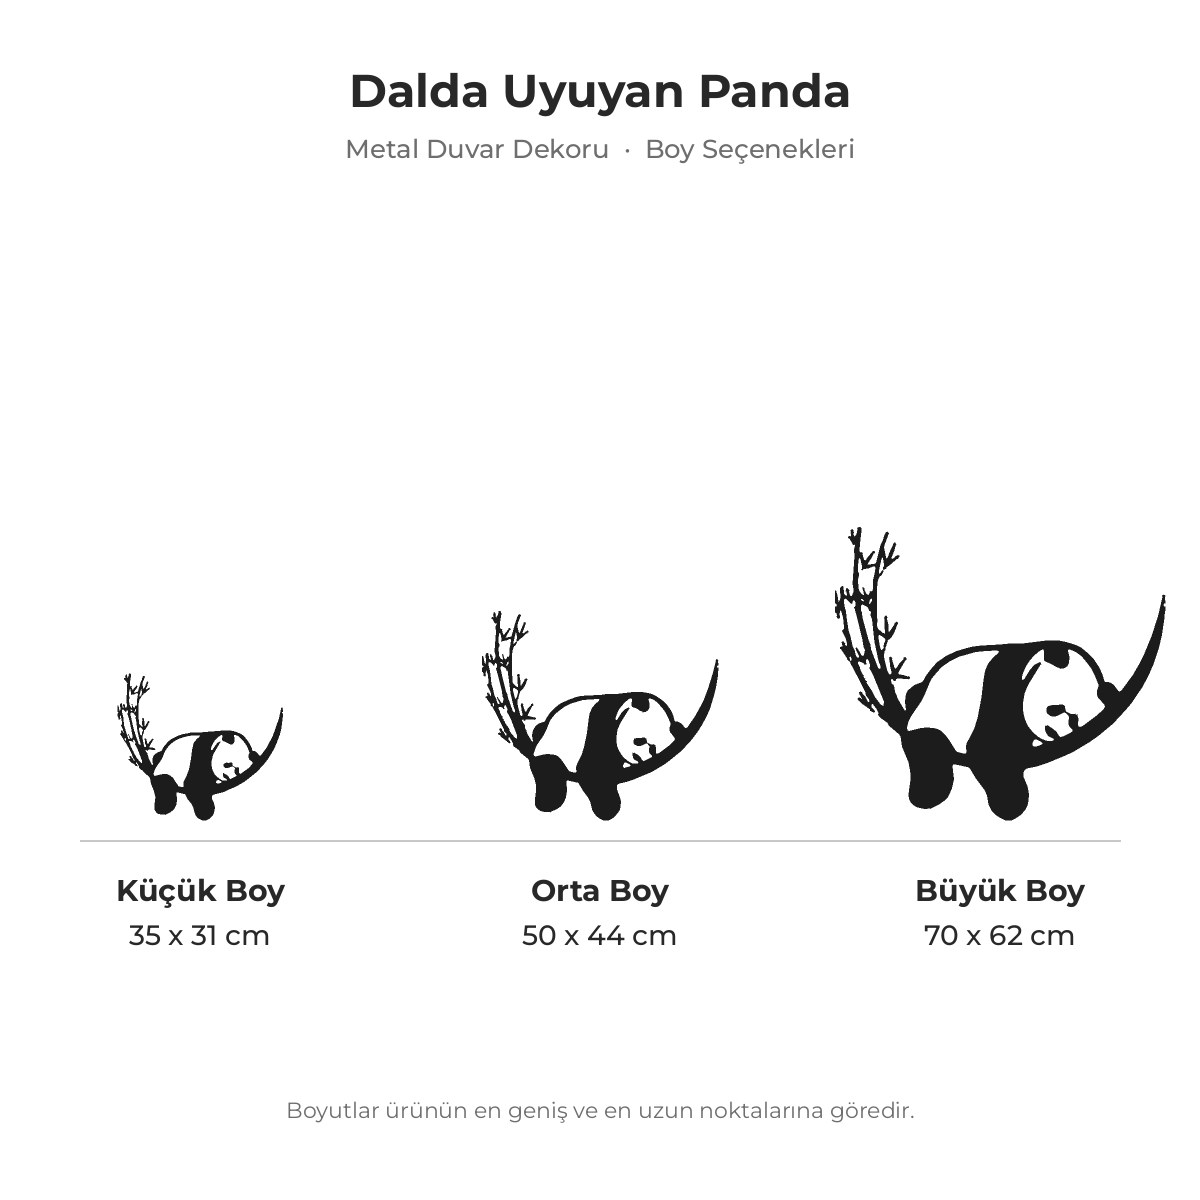 Dalda Uyuyan Panda
Metal Duvar Dekoru · Boy Seçenekleri
Küçük Boy
35 x 31 cm
Orta Boy
50 x 44 cm
Büyük Boy
70 x 62 cm
Boyutlar ürünün en geniş ve en uzun noktalarına göredir.